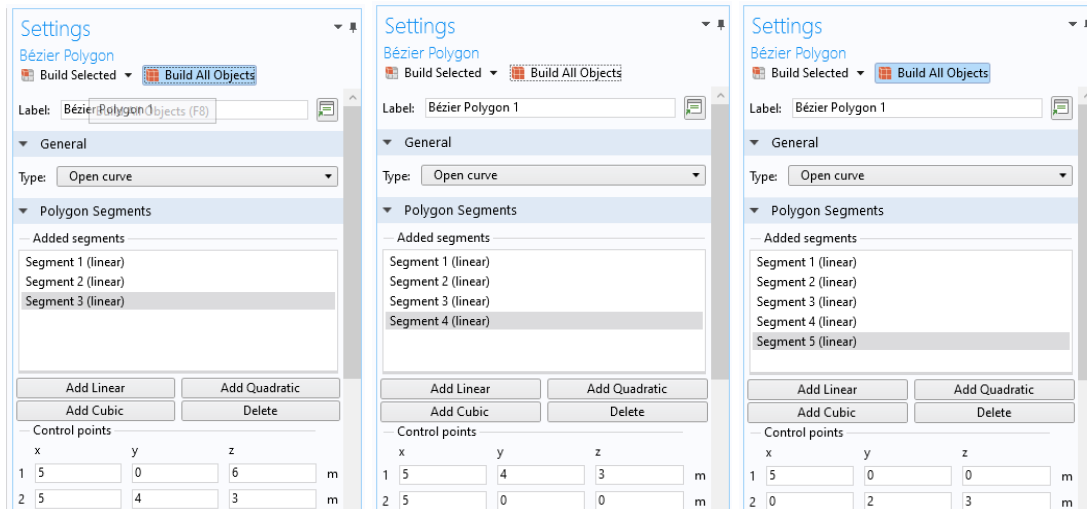 Settings
Bézier Polygon
Build Selected Build All Objects
Label: Bézier Polygon 1
Build All Objects (F8)
General
Type: Open curve
Polygon Segments
Added segments
Segment 1 (linear)
Segment 2 (linear)
Segment 3 (linear)
Add Linear Add Quadratic
Add Cubic Delete
Control points
x y z
1 5 0 6 m
2 5 4 3 m
Settings
Bézier Polygon
Build Selected Build All Objects
Label: Bézier Polygon 1
General
Type: Open curve
Polygon Segments
Added segments
Segment 1 (linear)
Segment 2 (linear)
Segment 3 (linear)
Segment 4 (linear)
Add Linear Add Quadratic
Add Cubic Delete
Control points
x y z
1 5 4 3 m
2 5 0 0 m
Settings
Bézier Polygon
Build Selected Build All Objects
Label: Bézier Polygon 1
General
Type: Open curve
Polygon Segments
Added segments
Segment 1 (linear)
Segment 2 (linear)
Segment 3 (linear)
Segment 4 (linear)
Segment 5 (linear)
Add Linear Add Quadratic
Add Cubic Delete
Control points
x y z
1 5 0 0 m
2 0 2 3 m